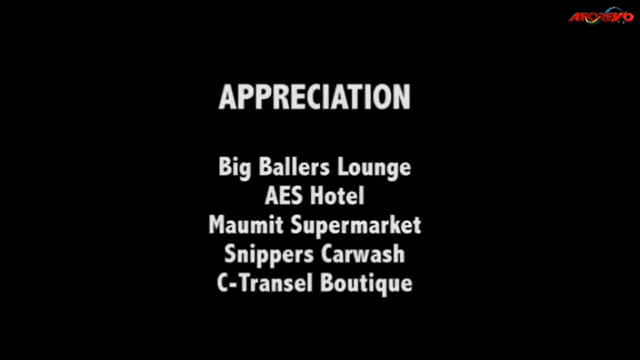 APPRECIATION
Big Ballers Lounge
AES Hotel
Maumit Supermarket
Snippers Carwash
C-Transel Boutique